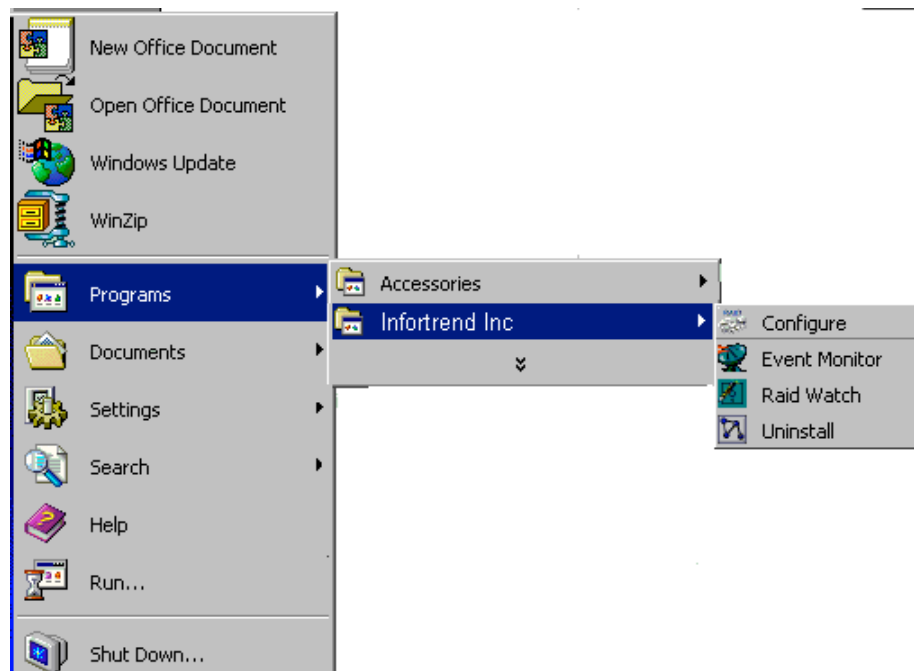 New Office Document
Open Office Document
Windows Update
WinZip
Programs
Documents
Settings
Search
Help
Run...
Shut Down...
Accessories
Infortrend Inc
Configure
Event Monitor
Raid Watch
Uninstall